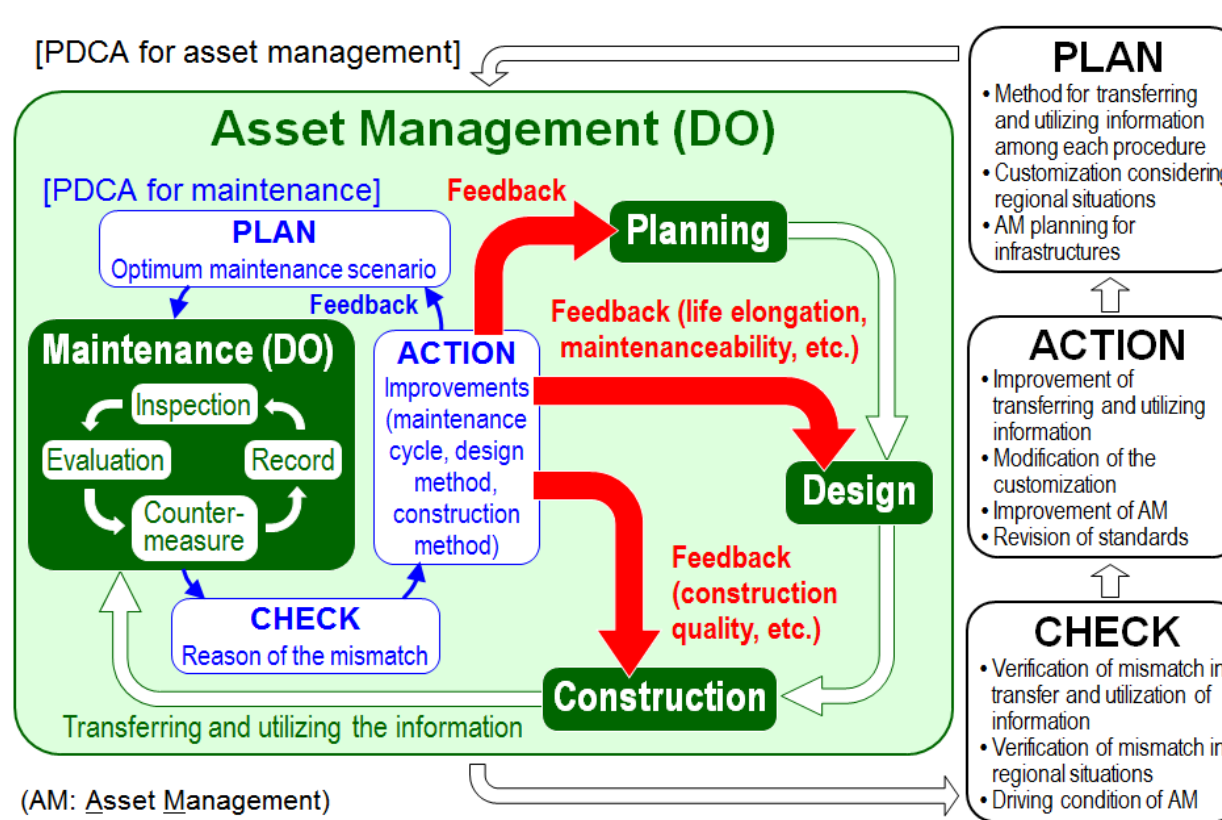 [PDCA for asset management]
Asset Management (DO)
[PDCA for maintenance]
PLAN
Optimum maintenance scenario
Feedback
Maintenance (DO)
Inspection
Evaluation
Record
Counter-
measure
ACTION
Improvements
(maintenance
cycle, design
method,
construction
method)
CHECK
Reason of the mismatch
Feedback
Planning
Feedback (life elongation,
maintenanceability, etc.)
Design
Feedback
(construction
quality, etc.)
Construction
Transferring and utilizing the information
(AM: Asset Management)
PLAN
• Method for transferring
and utilizing information
among each procedure
• Customization considering
regional situations
• AM planning for
infrastructures
ACTION
• Improvement of
transferring and utilizing
information
• Modification of the
customization
• Improvement of AM
• Revision of standards
CHECK
• Verification of mismatch in
transfer and utilization of
information
• Verification of mismatch in
regional situations
• Driving condition of AM